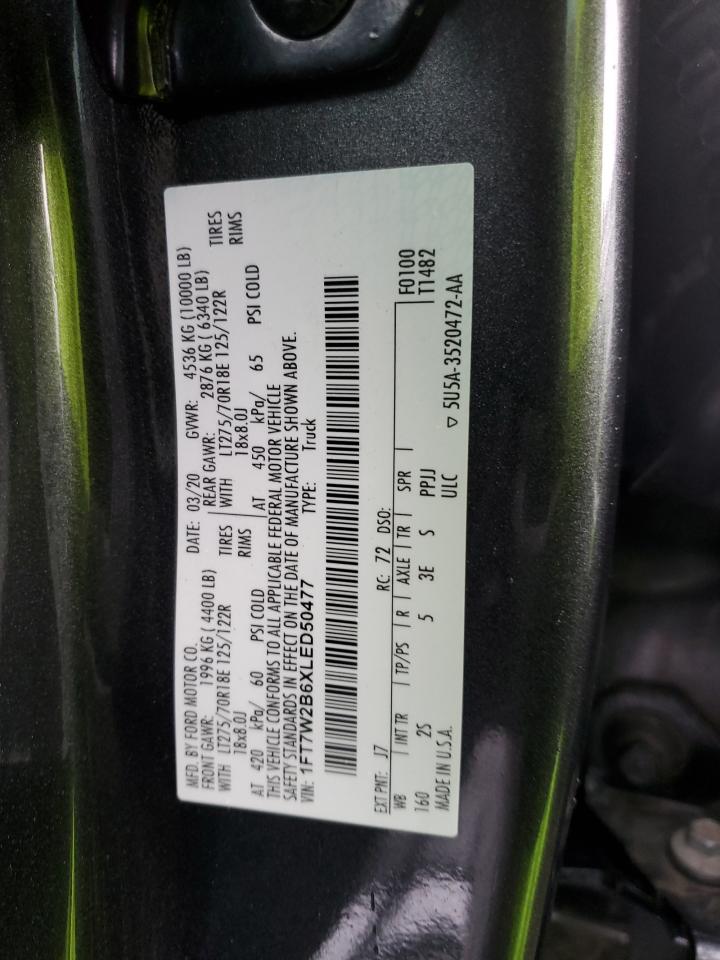 MFD. BY FORD MOTOR CO. DATE: 03/20 GVWR: 4536 KG (10000 LB)
FRONT GAWR: 1996 KG ( 4400 LB) REAR GAWR: 2876 KG ( 6340 LB)
WITH LT275/70R18E 125/122R TIRES WITH LT275/70R18E 125/122R TIRES
18x8.0J RIMS 18x8.0J RIMS
AT 420 kPa/ 60 PSI COLD AT 450 kPa/ 65 PSI COLD
THIS VEHICLE CONFORMS TO ALL APPLICABLE FEDERAL MOTOR VEHICLE
SAFETY STANDARDS IN EFFECT ON THE DATE OF MANUFACTURE SHOWN ABOVE.
VIN: 1FT7W2B6XLED50477 TYPE: Truck
EXT PNT: J7 RC: 72 DSO:
WB INT TR TP/PS R AXLE TR SPR F0100
160 2S 5 3E S PPJJ T1482
MADE IN U.S.A. ULC ▽ 5U5A-3520472-AA